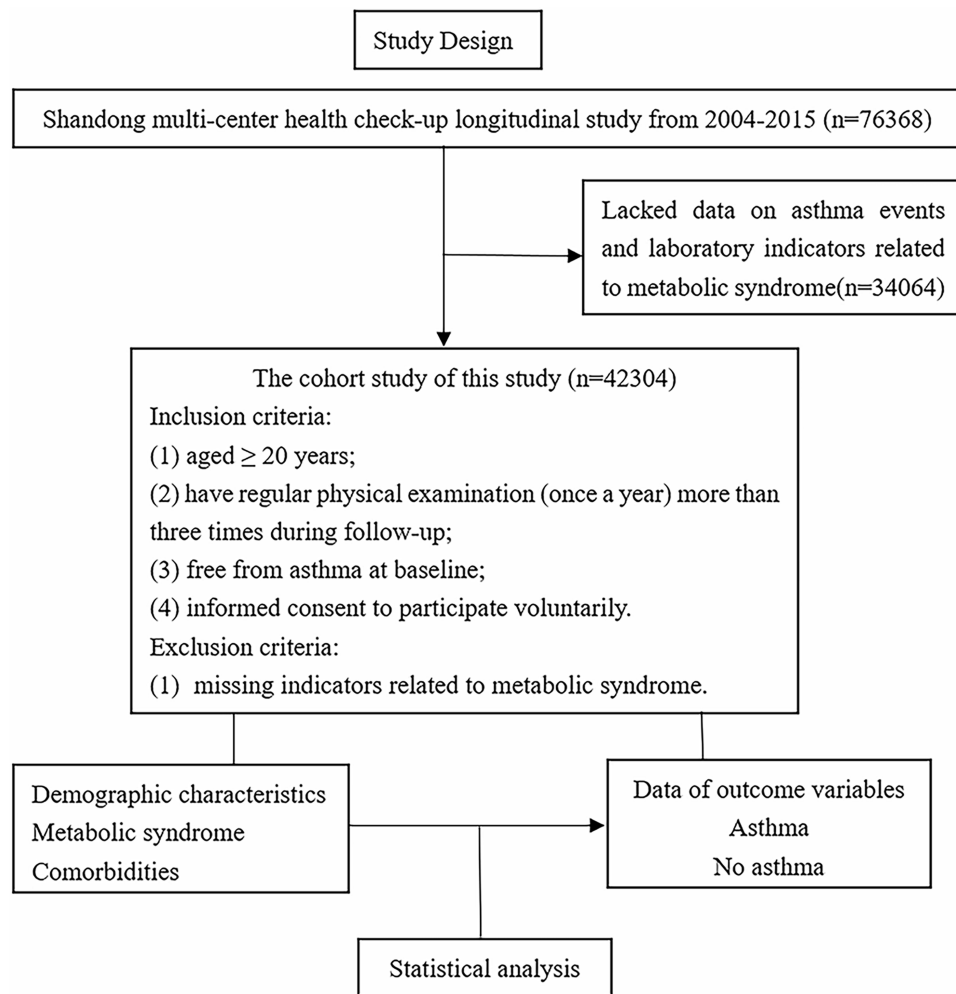 Study Design
Shandong multi-center health check-up longitudinal study from 2004-2015 (n=76368)
Lacked data on asthma events
and laboratory indicators related
to metabolic syndrome(n=34064)
The cohort study of this study (n=42304)
Inclusion criteria:
(1) aged ≥ 20 years;
(2) have regular physical examination (once a year) more than
three times during follow-up;
(3) free from asthma at baseline;
(4) informed consent to participate voluntarily.
Exclusion criteria:
(1) missing indicators related to metabolic syndrome.
Demographic characteristics
Metabolic syndrome
Comorbidities
Data of outcome variables
Asthma
No asthma
Statistical analysis